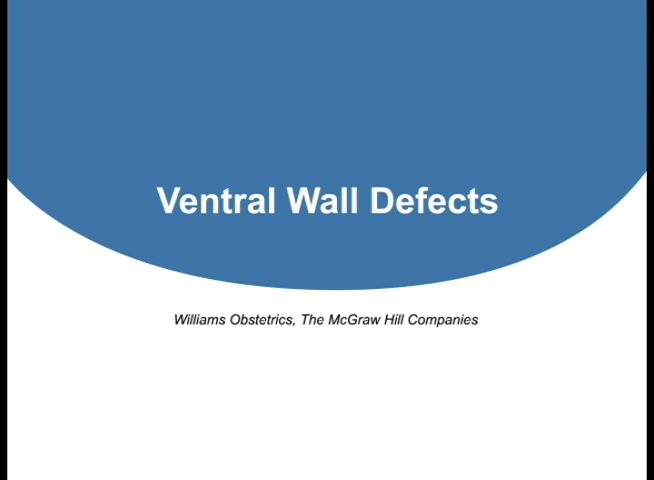 Ventral Wall Defects
Williams Obstetrics, The McGraw Hill Companies